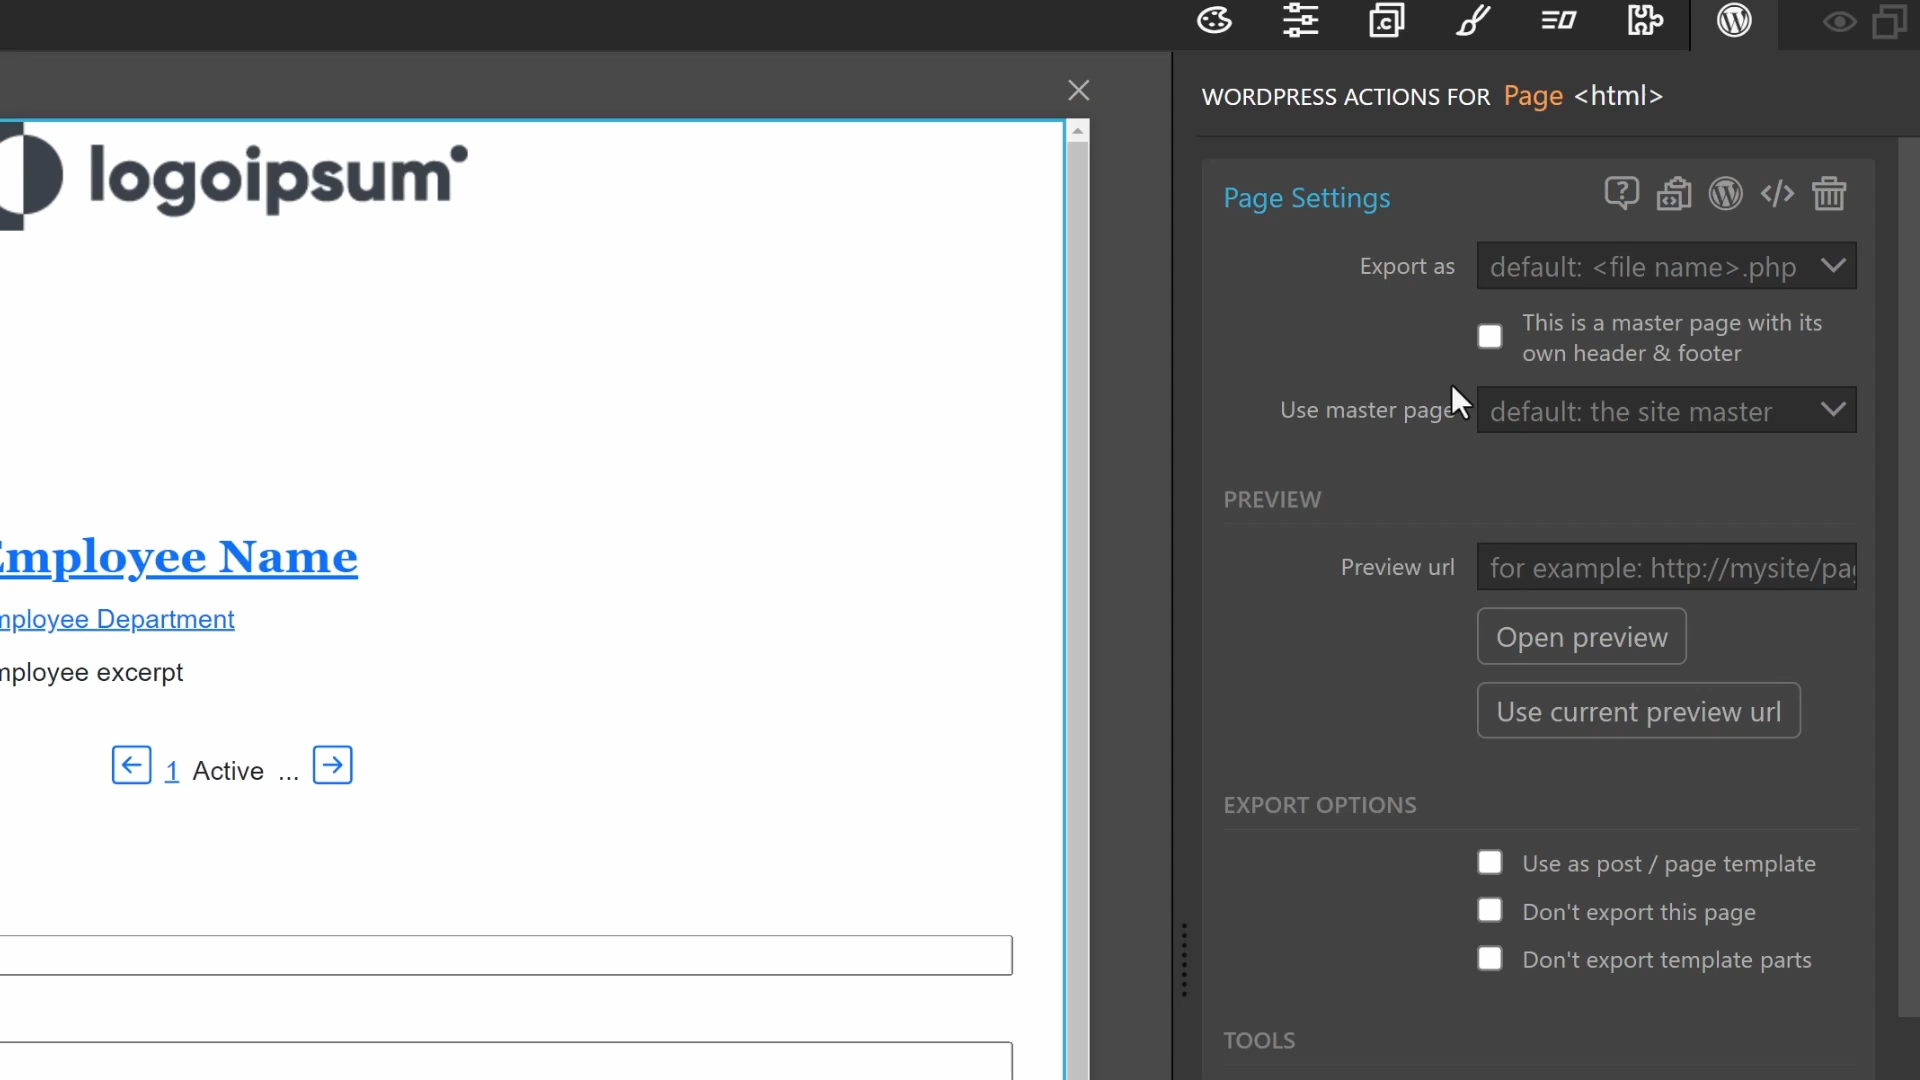 WORDPRESS ACTIONS FOR Page <html>
logoipsum
Page Settings
Export as default: <file name>.php
This is a master page with its
own header & footer
Use master page default: the site master
PREVIEW
Employee Name
Preview url for example: http://mysite/pa
mployee Department
Open preview
mployee excerpt
Use current preview url
1 Active ...
EXPORT OPTIONS
Use as post / page template
Don't export this page
Don't export template parts
TOOLS